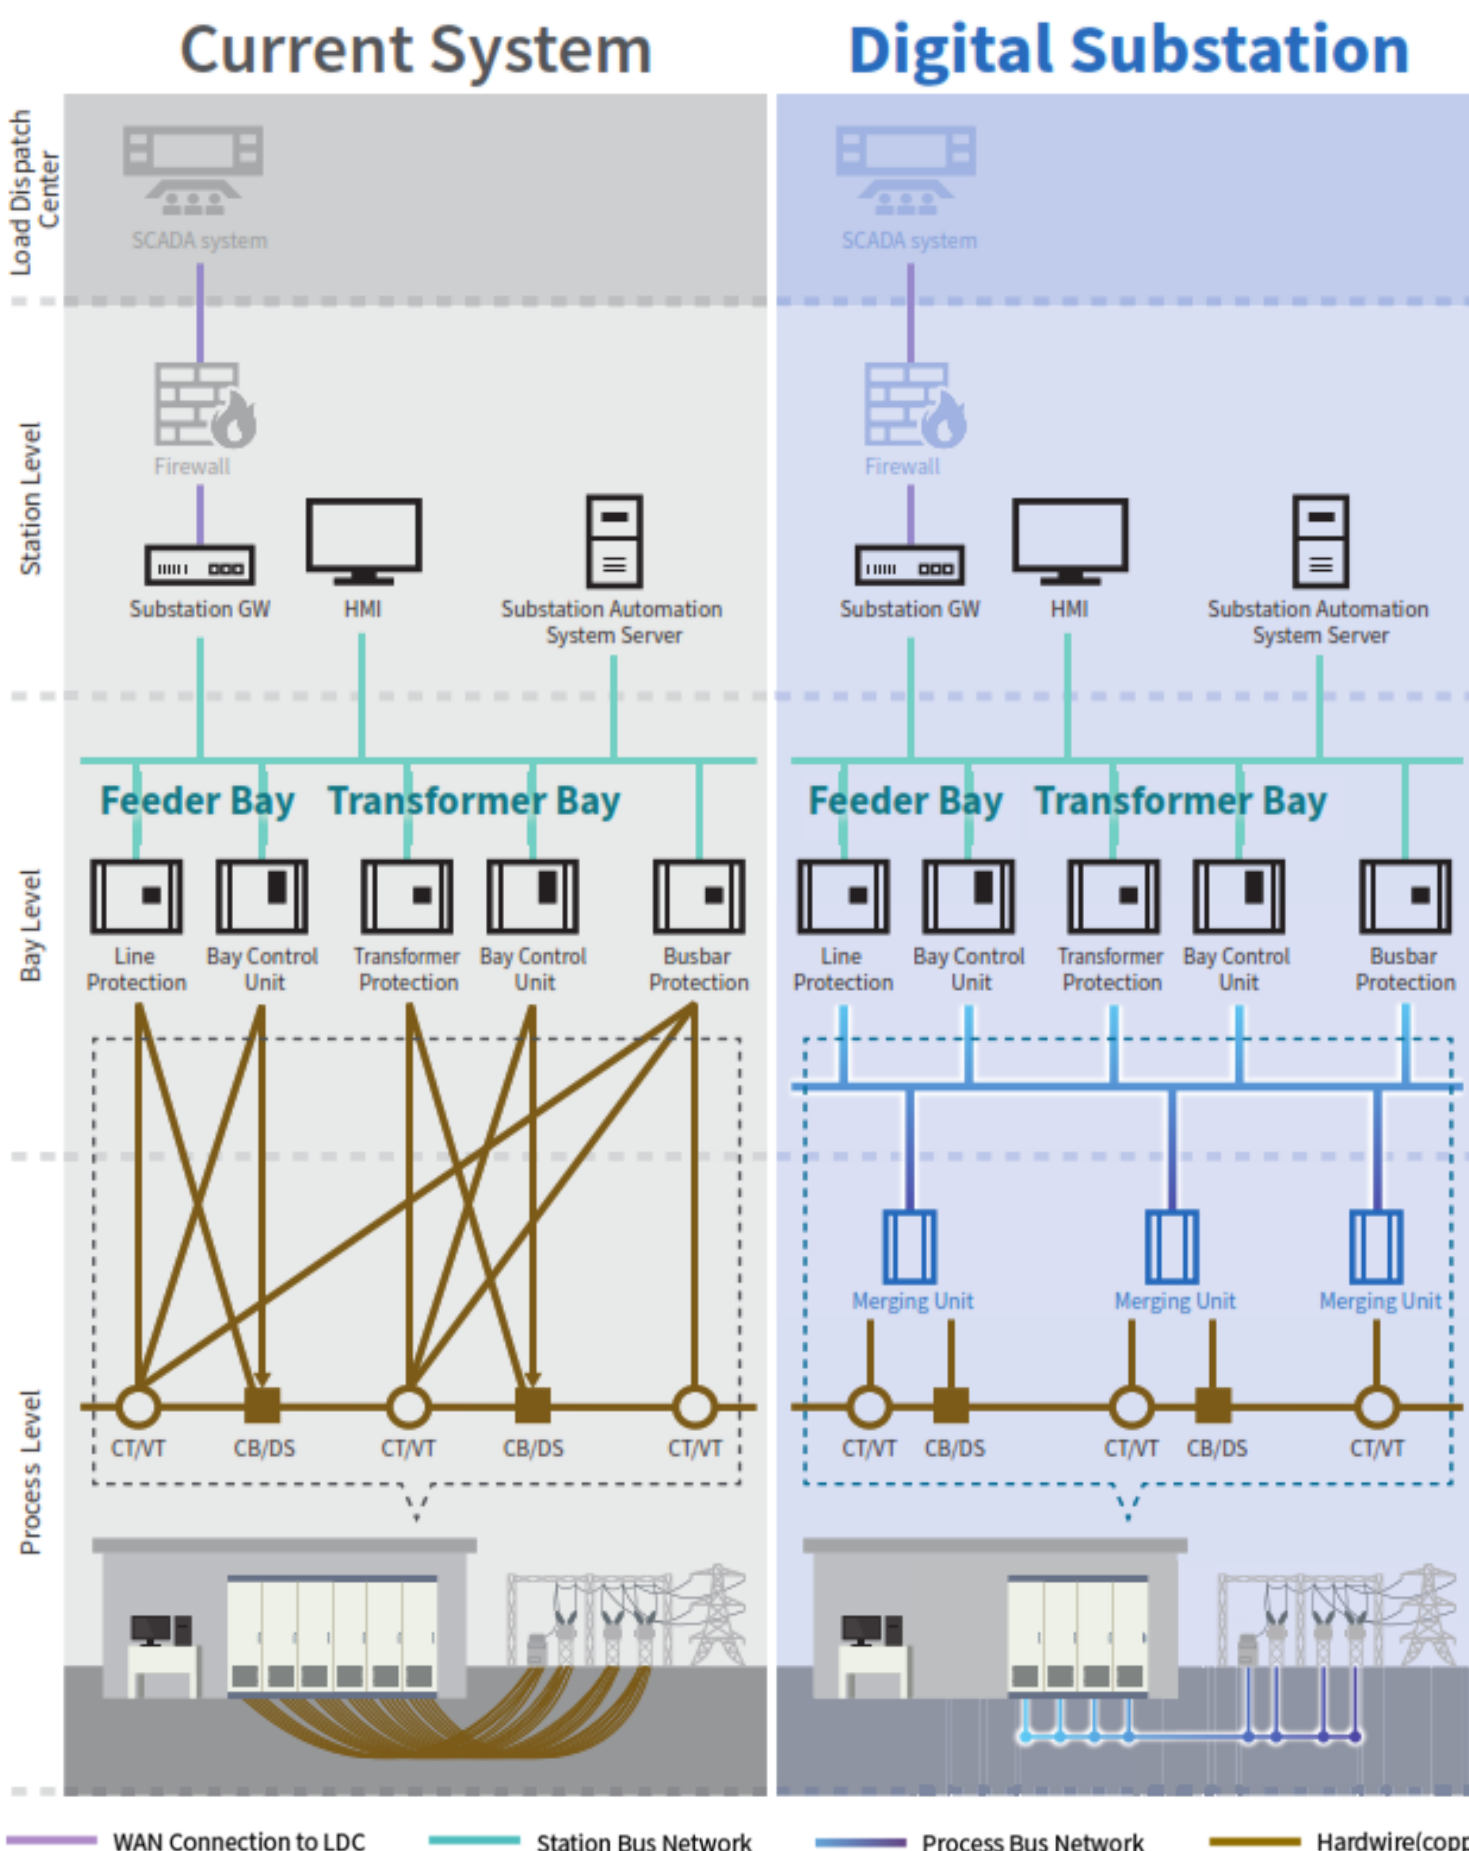 Current System
Digital Substation
Load Dispatch
Center
SCADA system
SCADA system
Station Level
Firewall
Firewall
Substation GW
HMI
Substation Automation
System Server
Substation GW
HMI
Substation Automation
System Server
Bay Level
Feeder Bay
Transformer Bay
Feeder Bay
Transformer Bay
Line
Protection
Bay Control
Unit
Transformer
Protection
Bay Control
Unit
Busbar
Protection
Line
Protection
Bay Control
Unit
Transformer
Protection
Bay Control
Unit
Busbar
Protection
Process Level
Merging Unit
Merging Unit
Merging Unit
CT/VT
CB/DS
CT/VT
CB/DS
CT/VT
CT/VT
CB/DS
CT/VT
CB/DS
CT/VT
WAN Connection to LDC
Station Bus Network
Process Bus Network
Hardwire(copp